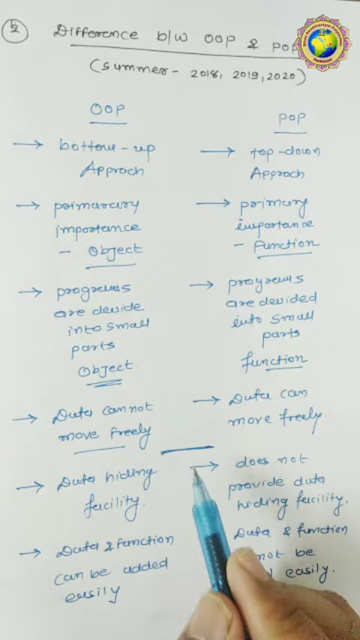 2 Difference b/w OOP & POP
(Summer - 2018, 2019, 2020)
OOP
→ bottom-up
Approch
→ primarary
importance
- Object
→ programs
are devide
into small
parts
Object
→ Data cannot
move freely
→ Data hiding
facility.
→ Data & function
can be added
easily
POP
→ top-down
Approch
→ primary
importance
- Function
→ programs
are devided
into small
parts
function
→ Data can
move freely
→ does not
provide data
hiding facility.
Data & function
not be
easily.